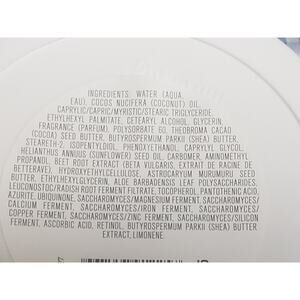 INGREDIENTS: WATER (AQUA,
EAU), COCOS NUCIFERA (COCONUT) OIL,
CAPRYLIC/CAPRIC/MYRISTIC/STEARIC TRIGLYCERIDE,
ETHYLHEXYL PALMITATE, CETEARYL ALCOHOL, GLYCERIN,
FRAGRANCE (PARFUM), POLYSORBATE 60, THEOBROMA CACAO
(COCOA) SEED BUTTER, BUTYROSPERMUM PARKII (SHEA) BUTTER,
STEARETH-2, ISOPENTYLDIOL, PHENOXYETHANOL, CAPRYLYL GLYCOL,
HELIANTHUS ANNUUS (SUNFLOWER) SEED OIL, CARBOMER, AMINOMETHYL
PROPANOL, BEET ROOT EXTRACT (BETA VULGARIS, EXTRAIT DE RACINE DE
BETTERAVE), HYDROXYETHYLCELLULOSE, ASTROCARYUM MURUMURU SEED
BUTTER, ETHYLHEXYLGLYCERIN, ALOE BARBADENSIS LEAF POLYSACCHARIDES,
LEUCONOSTOC/RADISH ROOT FERMENT FILTRATE, TOCOPHEROL, PANTOTHENIC ACID,
AZURITE, UBIQUINONE, SACCHAROMYCES/MAGNESIUM FERMENT, SACCHAROMYCES/
CALCIUM FERMENT, SACCHAROMYCES/IRON FERMENT, SACCHAROMYCES/
COPPER FERMENT, SACCHAROMYCES/ZINC FERMENT, SACCHAROMYCES/SILICON
FERMENT, ASCORBIC ACID, RETINOL, BUTYROSPERMUM PARKII (SHEA) BUTTER
EXTRACT, LIMONENE.